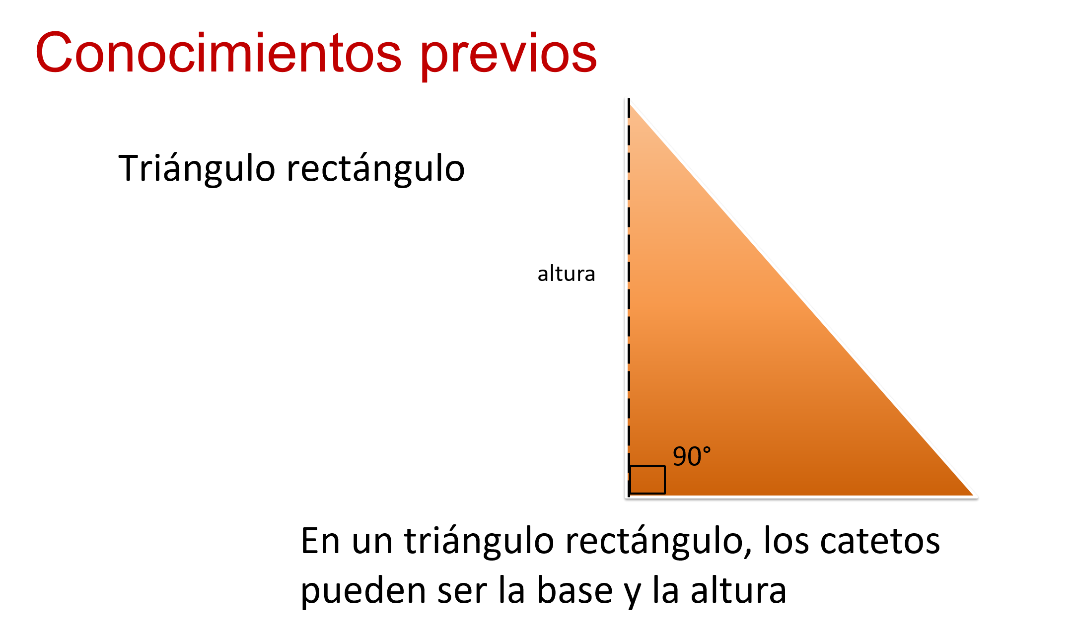 Conocimientos previos
Triángulo rectángulo
altura
90°
En un triángulo rectángulo, los catetos
pueden ser la base y la altura